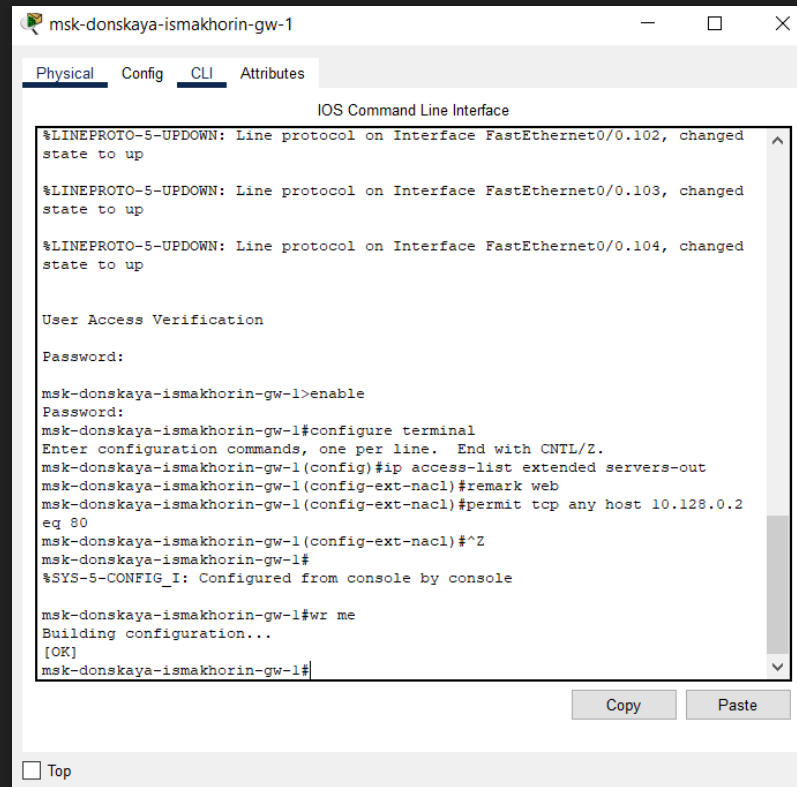 msk-donskaya-ismakhorin-gw-1
Physical Config CLI Attributes
IOS Command Line Interface
%LINEPROTO-5-UPDOWN: Line protocol on Interface FastEthernet0/0.102, changed
state to up
%LINEPROTO-5-UPDOWN: Line protocol on Interface FastEthernet0/0.103, changed
state to up
%LINEPROTO-5-UPDOWN: Line protocol on Interface FastEthernet0/0.104, changed
state to up
User Access Verification
Password:
msk-donskaya-ismakhorin-gw-1>enable
Password:
msk-donskaya-ismakhorin-gw-1#configure terminal
Enter configuration commands, one per line.  End with CNTL/Z.
msk-donskaya-ismakhorin-gw-1(config)#ip access-list extended servers-out
msk-donskaya-ismakhorin-gw-1(config-ext-nacl)#remark web
msk-donskaya-ismakhorin-gw-1(config-ext-nacl)#permit tcp any host 10.128.0.2
eq 80
msk-donskaya-ismakhorin-gw-1(config-ext-nacl)#^Z
msk-donskaya-ismakhorin-gw-1#
%SYS-5-CONFIG_I: Configured from console by console
msk-donskaya-ismakhorin-gw-1#wr me
Building configuration...
[OK]
msk-donskaya-ismakhorin-gw-1#
Copy Paste
Top